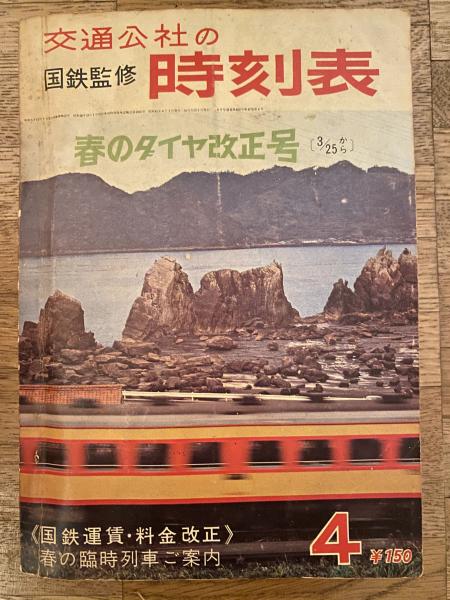 交通公社の
国鉄監修 時刻表
春のダイヤ改正号 〔3/25から〕
《国鉄運賃・料金改正》
春の臨時列車ご案内
4 ¥150